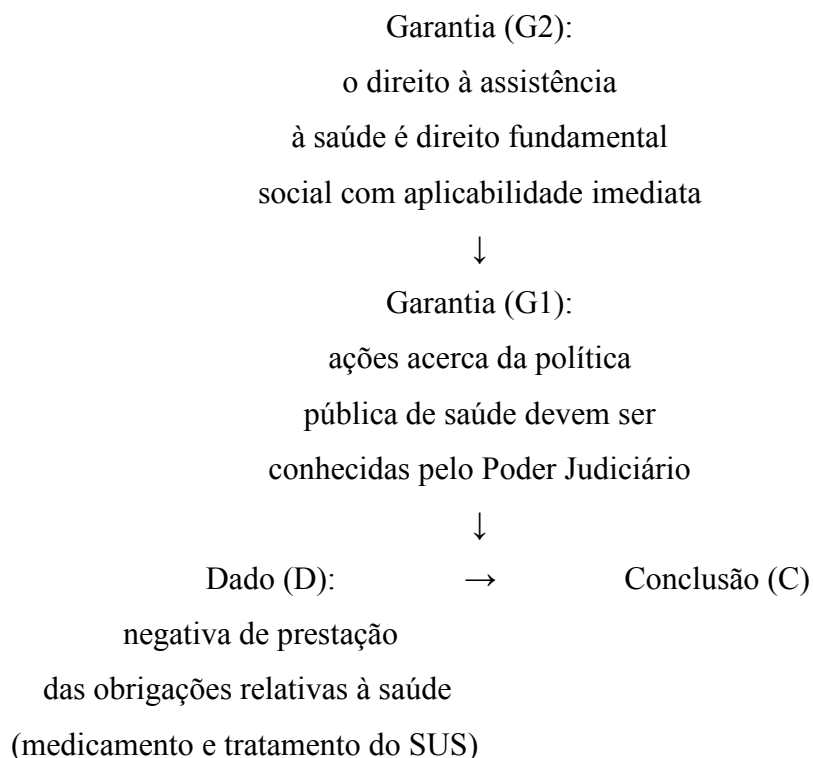 Garantia (G2):
o direito à assistência
à saúde é direito fundamental
social com aplicabilidade imediata
↓
Garantia (G1):
ações acerca da política
pública de saúde devem ser
conhecidas pelo Poder Judiciário
↓
Dado (D): → Conclusão (C)
negativa de prestação
das obrigações relativas à saúde
(medicamento e tratamento do SUS)